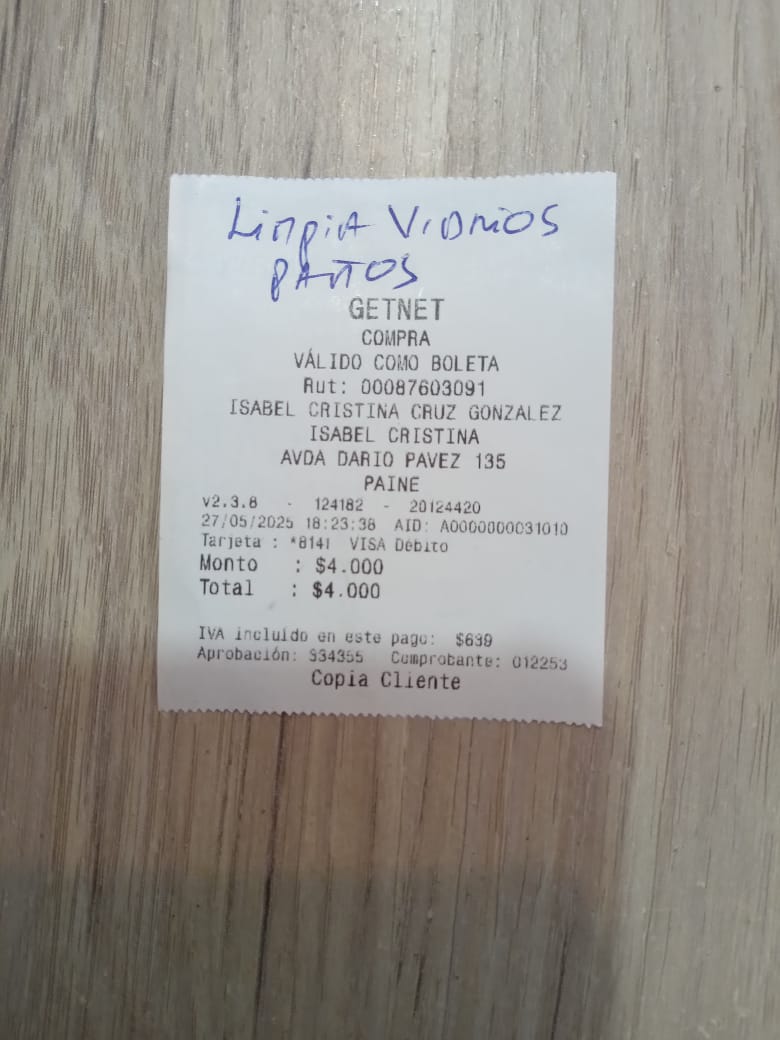 Limpia Vidrios
PAÑOS
GETNET
COMPRA
VÁLIDO COMO BOLETA
Rut: 00087603091
ISABEL CRISTINA CRUZ GONZALEZ
ISABEL CRISTINA
AVDA DARIO PAVEZ 135
PAINE
v2.3.8 - 124182 - 20124420
27/05/2025 18:23:38 AID: A0000000031010
Tarjeta : *8141 VISA Débito
Monto : $4.000
Total : $4.000
IVA incluido en este pago: $639
Aprobación: 934355 Comprobante: 012253
Copia Cliente